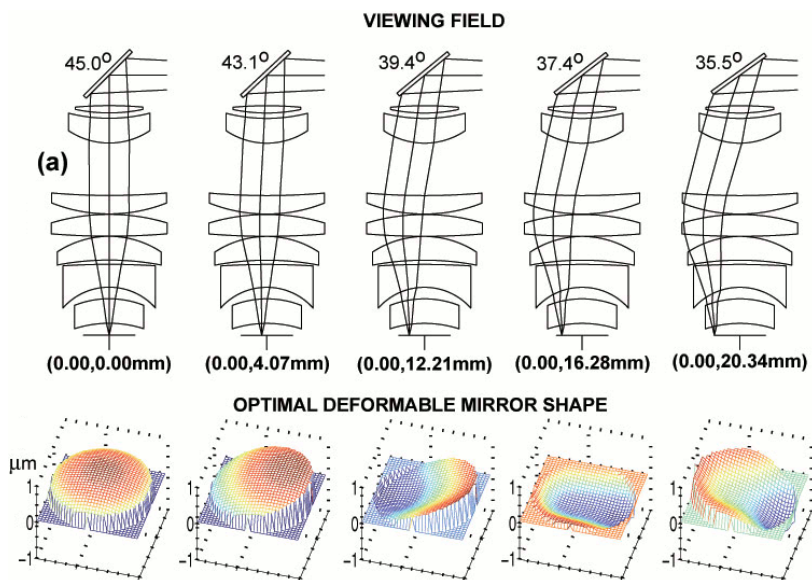 VIEWING FIELD
45.0° 43.1° 39.4° 37.4° 35.5°
(a)
(0.00,0.00mm) (0.00,4.07mm) (0.00,12.21mm) (0.00,16.28mm) (0.00,20.34mm)
OPTIMAL DEFORMABLE MIRROR SHAPE
μm
1 1 1 1 1
0 0 0 0 0
−1 −1 −1 −1 −1